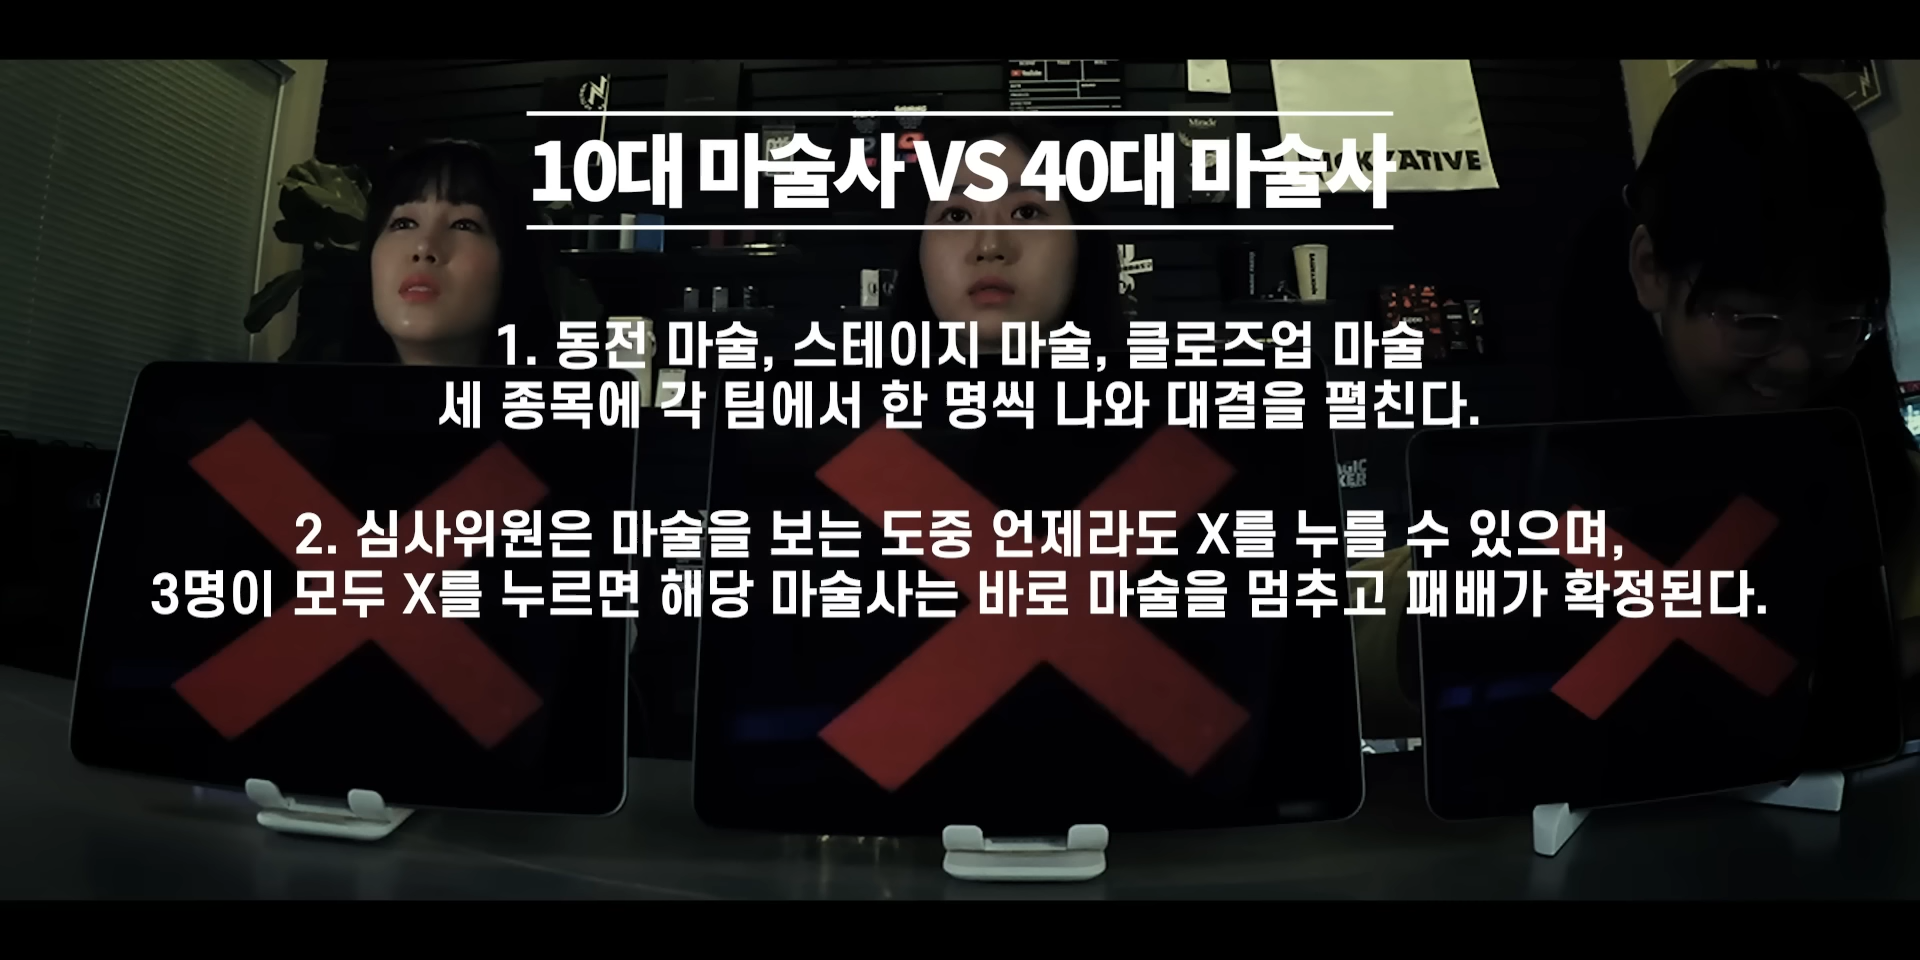 10대 마술사 VS 40대 마술사
1. 동전 마술, 스테이지 마술, 클로즈업 마술
세 종목에 각 팀에서 한 명씩 나와 대결을 펼친다.
2. 심사위원은 마술을 보는 도중 언제라도 X를 누를 수 있으며,
3명이 모두 X를 누르면 해당 마술사는 바로 마술을 멈추고 패배가 확정된다.